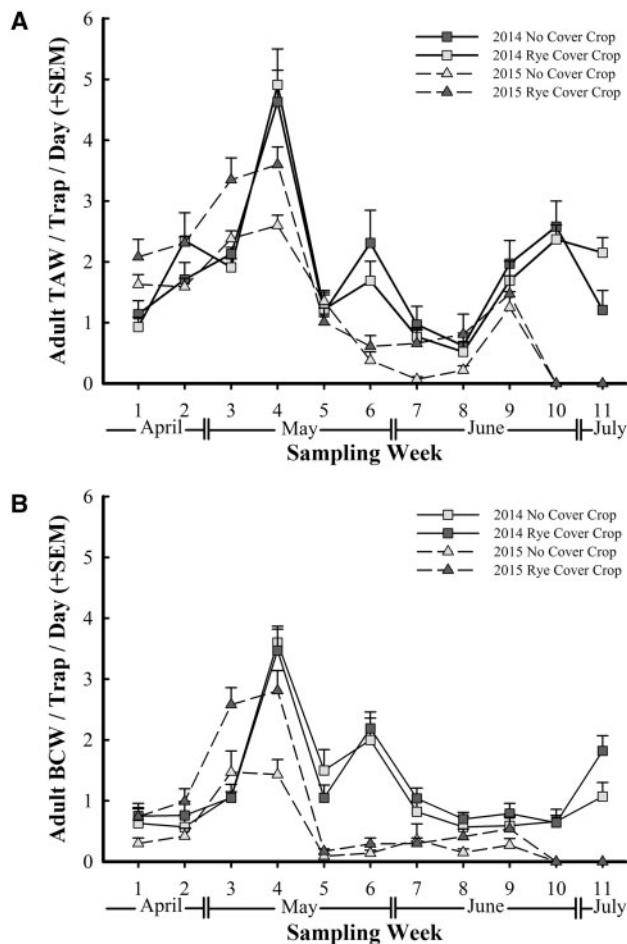 A
2014 No Cover Crop
2014 Rye Cover Crop
2015 No Cover Crop
2015 Rye Cover Crop
Adult TAW / Trap / Day (+SEM)
6
5
4
3
2
1
0
1 2 3 4 5 6 7 8 9 10 11
April May June July
Sampling Week
B
2014 No Cover Crop
2014 Rye Cover Crop
2015 No Cover Crop
2015 Rye Cover Crop
Adult BCW / Trap / Day (+SEM)
6
5
4
3
2
1
0
1 2 3 4 5 6 7 8 9 10 11
April May June July
Sampling Week